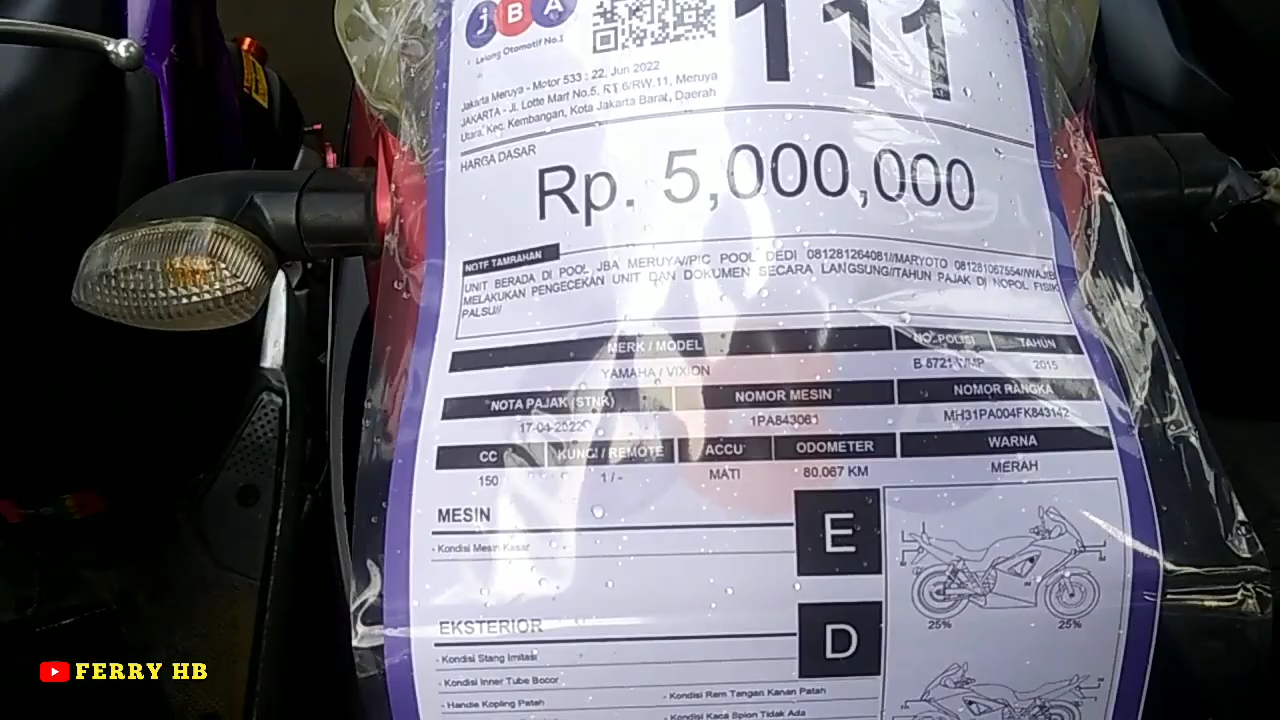 JBA
Lelang Otomotif No.1
111
Jakarta Meruya - Motor 533 : 22, Jun 2022
JAKARTA - Jl. Lotte Mart No.5, RT.6/RW.11, Meruya
Utara, Kec. Kembangan, Kota Jakarta Barat, Daerah
HARGA DASAR
Rp. 5,000,000
NOTE TAMBAHAN
UNIT BERADA DI POOL JBA MERUYA//PIC POOL DEDI 081281264081//MARYOTO 081281067554//WAJIB
MELAKUKAN PENGECEKAN UNIT DAN DOKUMEN SECARA LANGSUNG//TAHUN PAJAK DI NOPOL FISIK
PALSU//
MERK / MODEL NO. POLISI TAHUN
YAMAHA / VIXION B 6721 2015
NOTA PAJAK (STNK) NOMOR MESIN NOMOR RANGKA
17-04-2022 1PA843061 MH31PA004FK843142
CC KUNCI / REMOTE ACCU ODOMETER WARNA
150 1 / - MATI 80.067 KM MERAH
MESIN E
- Kondisi Mesin Kasar
25% 25%
EKSTERIOR D
- Kondisi Stang Imitasi
- Kondisi Inner Tube Bocor
- Handle Kopling Patah - Kondisi Rem Tangan Kanan Patah
- Kondisi Kaca Spion Tidak Ada
FERRY HB